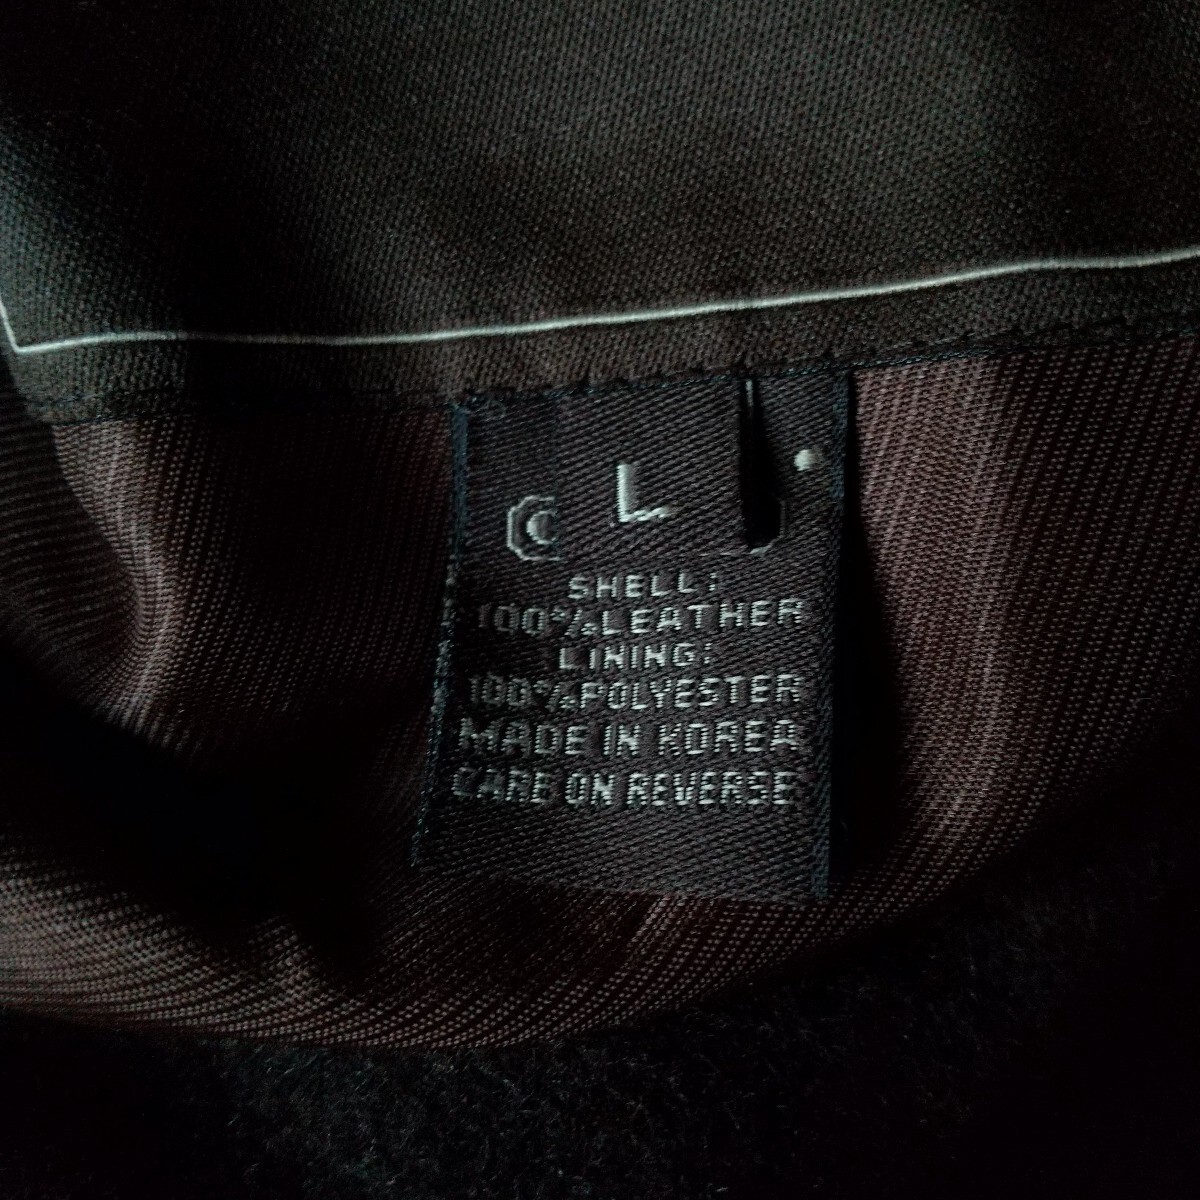 L
SHELL:
100%LEATHER
LINING:
100%POLYESTER
MADE IN KOREA
CARE ON REVERSE